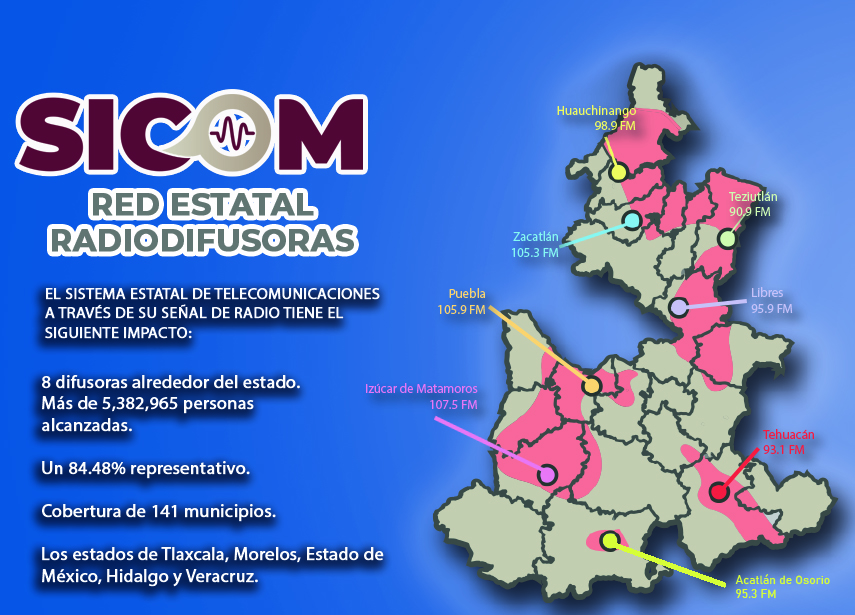 SICOM
RED ESTATAL
RADIODIFUSORAS
EL SISTEMA ESTATAL DE TELECOMUNICACIONES
A TRAVÉS DE SU SEÑAL DE RADIO TIENE EL
SIGUIENTE IMPACTO:
8 difusoras alrededor del estado.
Más de 5,382,965 personas
alcanzadas.
Un 84.48% representativo.
Cobertura de 141 municipios.
Los estados de Tlaxcala, Morelos, Estado de
México, Hidalgo y Veracruz.
Huauchinango
98.9 FM
Teziutlán
90.9 FM
Zacatlán
105.3 FM
Puebla
105.9 FM
Libres
95.9 FM
Izúcar de Matamoros
107.5 FM
Tehuacán
93.1 FM
Acatlán de Osorio
95.3 FM